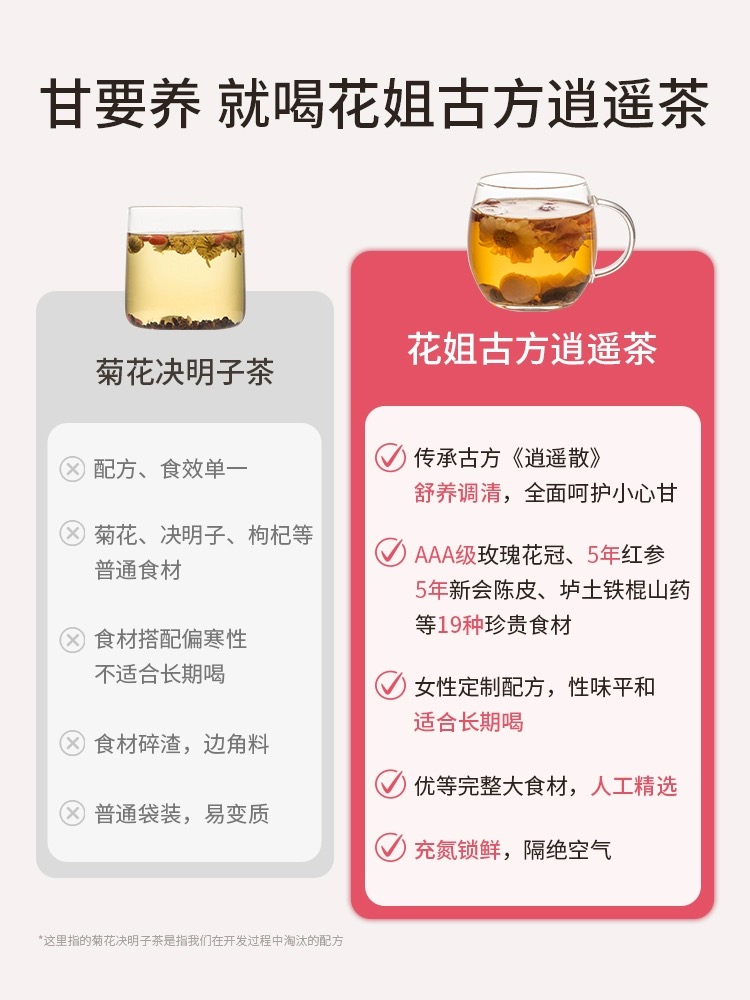 甘要养 就喝花姐古方逍遥茶
菊花决明子茶
配方、食效单一
菊花、决明子、枸杞等
普通食材
食材搭配偏寒性
不适合长期喝
食材碎渣，边角料
普通袋装，易变质
花姐古方逍遥茶
传承古方《逍遥散》
舒养调清，全面呵护小心甘
AAA级玫瑰花冠、5年红参
5年新会陈皮、垆土铁棍山药
等19种珍贵食材
女性定制配方，性味平和
适合长期喝
优等完整大食材，人工精选
充氮锁鲜，隔绝空气
*这里指的菊花决明子茶是指我们在开发过程中淘汰的配方